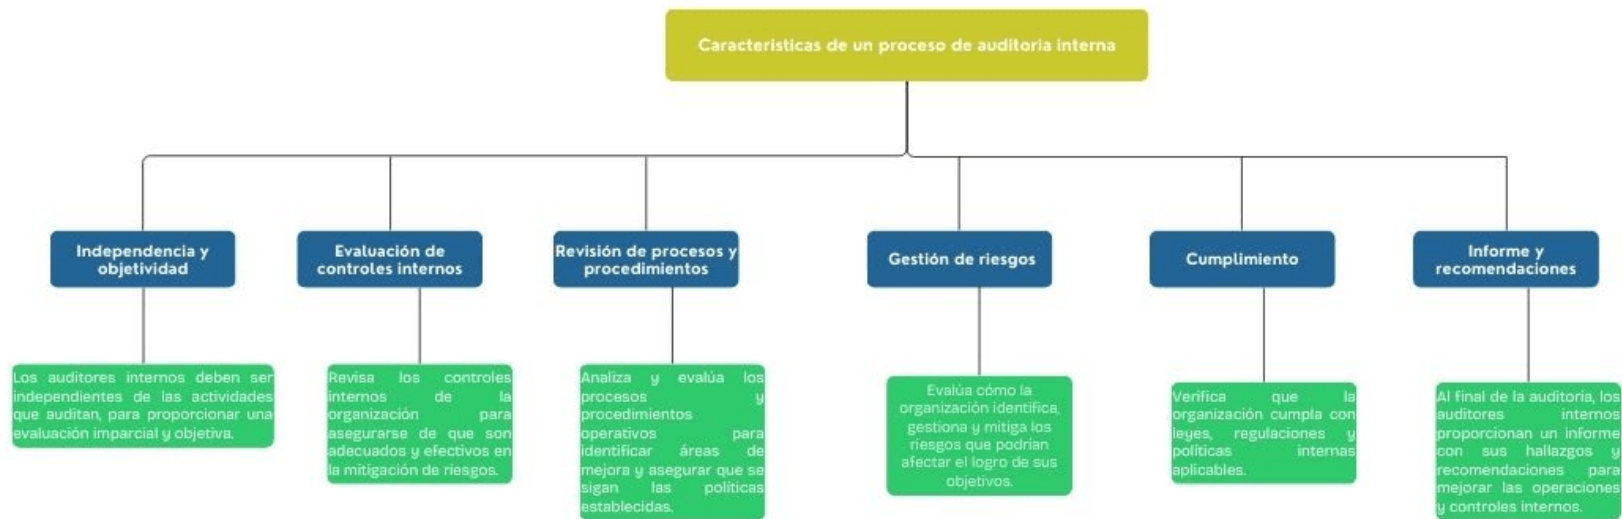 Caracteristicas de un proceso de auditoria interna
Independencia y
objetividad
Evaluación de
controles internos
Revisión de procesos y
procedimientos
Gestión de riesgos
Cumplimiento
Informe y
recomendaciones
Los auditores internos deben ser
independientes de las actividades
que auditan, para proporcionar una
evaluación imparcial y objetiva.
Revisa los controles
internos de la
organización para
asegurarse de que son
adecuados y efectivos en
la mitigación de riesgos.
Analiza y evalúa los
procesos y
procedimientos
operativos para
identificar áreas de
mejora y asegurar que se
sigan las políticas
establecidas.
Evalúa cómo la
organización identifica,
gestiona y mitiga los
riesgos que podrían
afectar el logro de sus
objetivos.
Verifica que la
organización cumpla con
leyes, regulaciones y
políticas internas
aplicables.
Al final de la auditoría, los
auditores internos
proporcionan un informe
con sus hallazgos y
recomendaciones para
mejorar las operaciones
y controles internos.